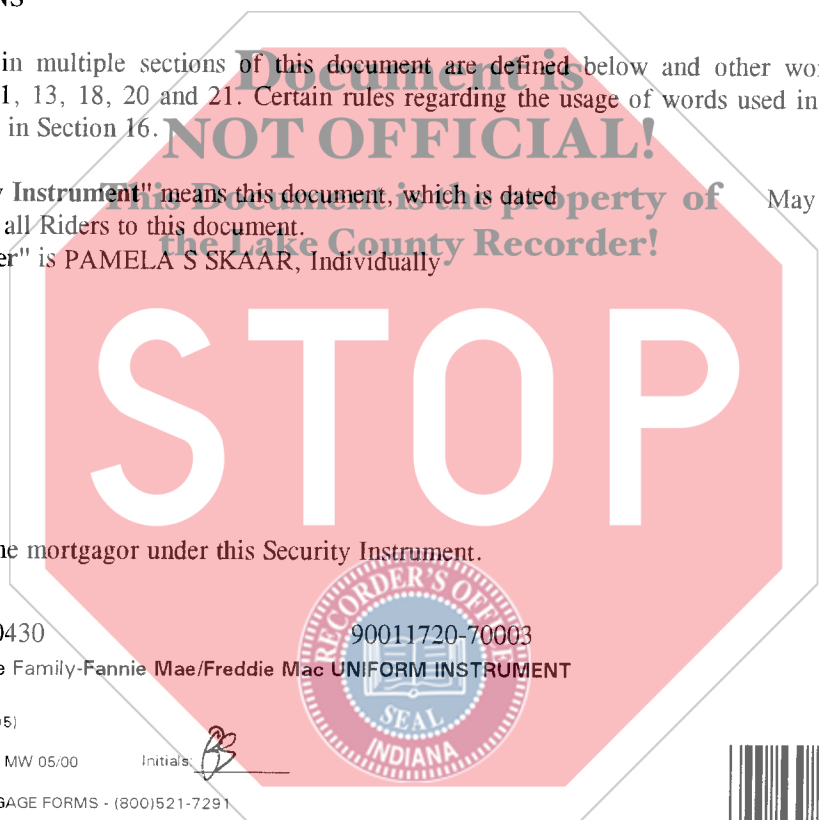 NS
Document is
in multiple sections of this document are defined below and other wo
1, 13, 18, 20 and 21. Certain rules regarding the usage of words used in
in Section 16.
NOT OFFICIAL!
y Instrument" means this document, which is dated May
This Document is the property of
all Riders to this document.
the Lake County Recorder!
er" is PAMELA S SKAAR, Individually
STOP
he mortgagor under this Security Instrument.
RECORDER'S OFFICE
0430 90011720-70003
e Family-Fannie Mae/Freddie Mac UNIFORM INSTRUMENT
SEAL
05)
INDIANA
MW 05/00 Initials:
GAGE FORMS - (800)521-7291